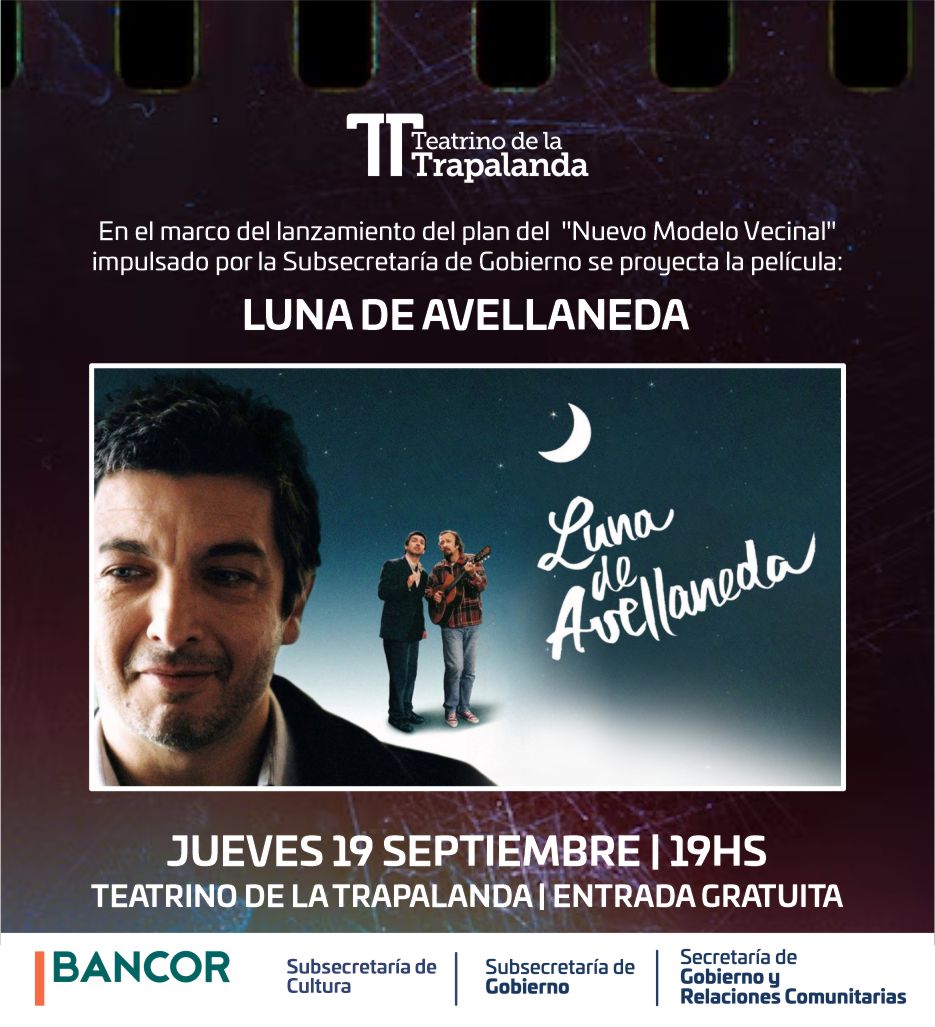 TT Teatrino de la
Trapalanda
En el marco del lanzamiento del plan del "Nuevo Modelo Vecinal"
impulsado por la Subsecretaría de Gobierno se proyecta la película:
LUNA DE AVELLANEDA
Luna
de
Avellaneda
JUEVES 19 SEPTIEMBRE | 19HS
TEATRINO DE LA TRAPALANDA | ENTRADA GRATUITA
BANCOR
Subsecretaría de
Cultura
Subsecretaría de
Gobierno
Secretaría de
Gobierno y
Relaciones Comunitarias